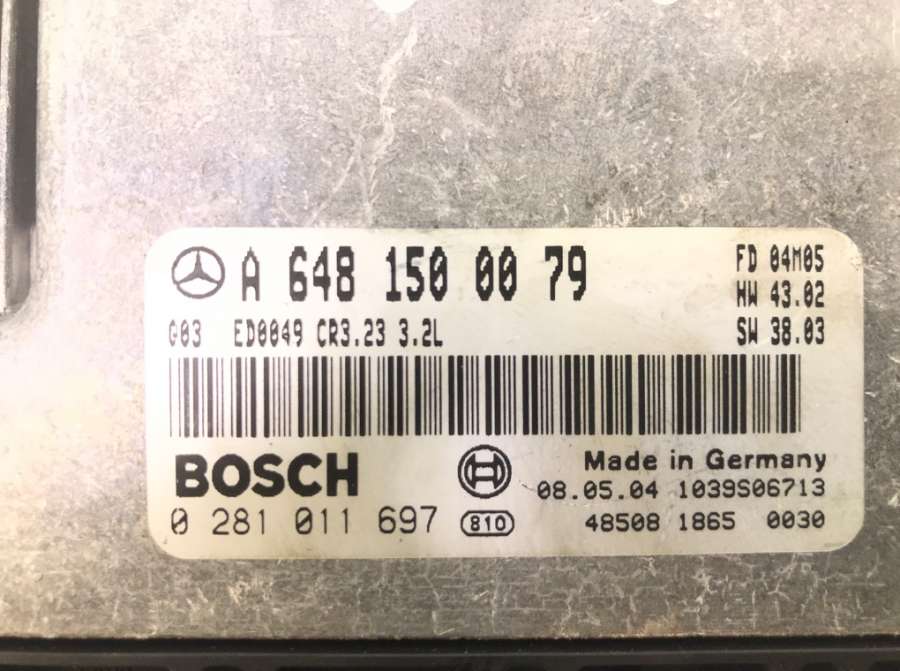 A 648 150 00 79
FD 04M05
HW 43.02
G03 ED0049 CR3.23 3.2L
SW 38.03
BOSCH
Made in Germany
08.05.04 1039S06713
0 281 011 697
810
48508 1865 0030